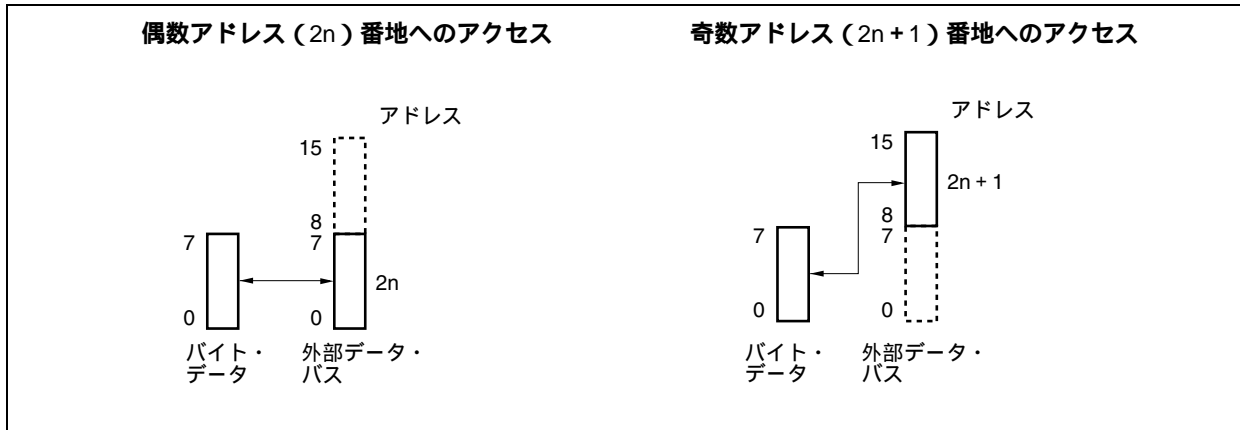 偶数アドレス(2n)番地へのアクセス
アドレス
15
8
7
7
2n
0
0
バイト・
データ
外部データ・
バス
奇数アドレス(2n+1)番地へのアクセス
アドレス
15
2n+1
8
7
7
0
0
バイト・
データ
外部データ・
バス